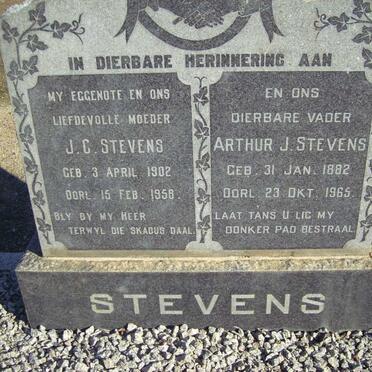 IN DIERBARE HERINNERING AAN
MY EGGENOTE EN ONS
LIEFDEVOLLE MOEDER
J.C. STEVENS
GEB. 3 APRIL 1902
OORL. 15 FEB. 1958.
BLY BY MY HEER
TERWYL DIE SKADUS DAAL.
EN ONS
DIERBARE VADER
ARTHUR J. STEVENS
GEB. 31 JAN. 1882
OORL. 23 OKT. 1965.
LAAT TANS U LIG MY
DONKER PAD BESTRAAL.
STEVENS